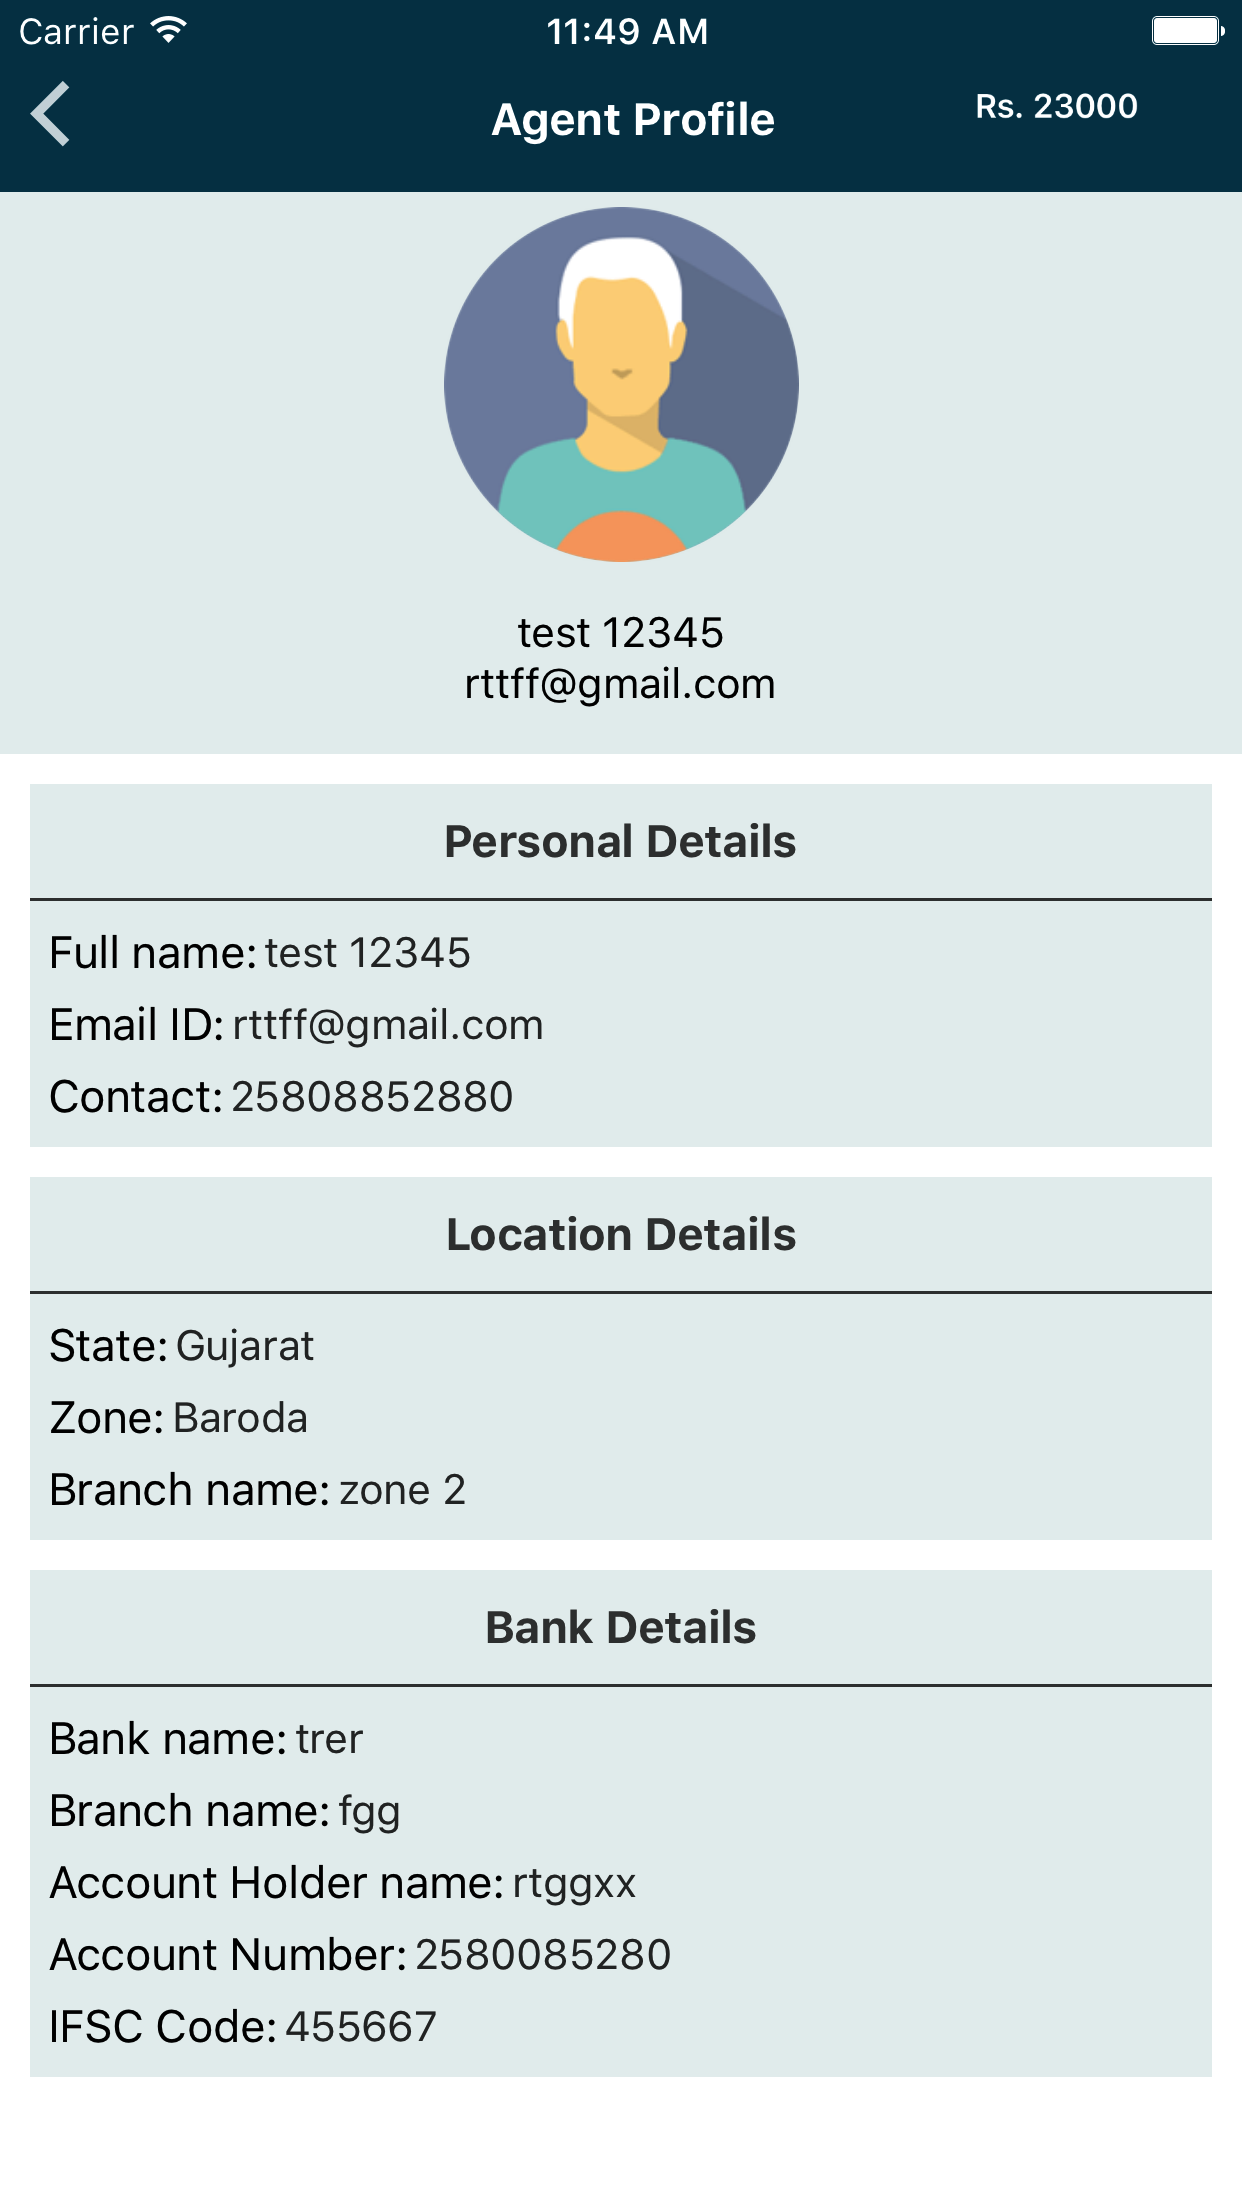 Carrier 11:49 AM
Agent Profile Rs. 23000
test 12345
rttff@gmail.com
Personal Details
Full name: test 12345
Email ID: rttff@gmail.com
Contact: 25808852880
Location Details
State: Gujarat
Zone: Baroda
Branch name: zone 2
Bank Details
Bank name: trer
Branch name: fgg
Account Holder name: rtggxx
Account Number: 2580085280
IFSC Code: 455667